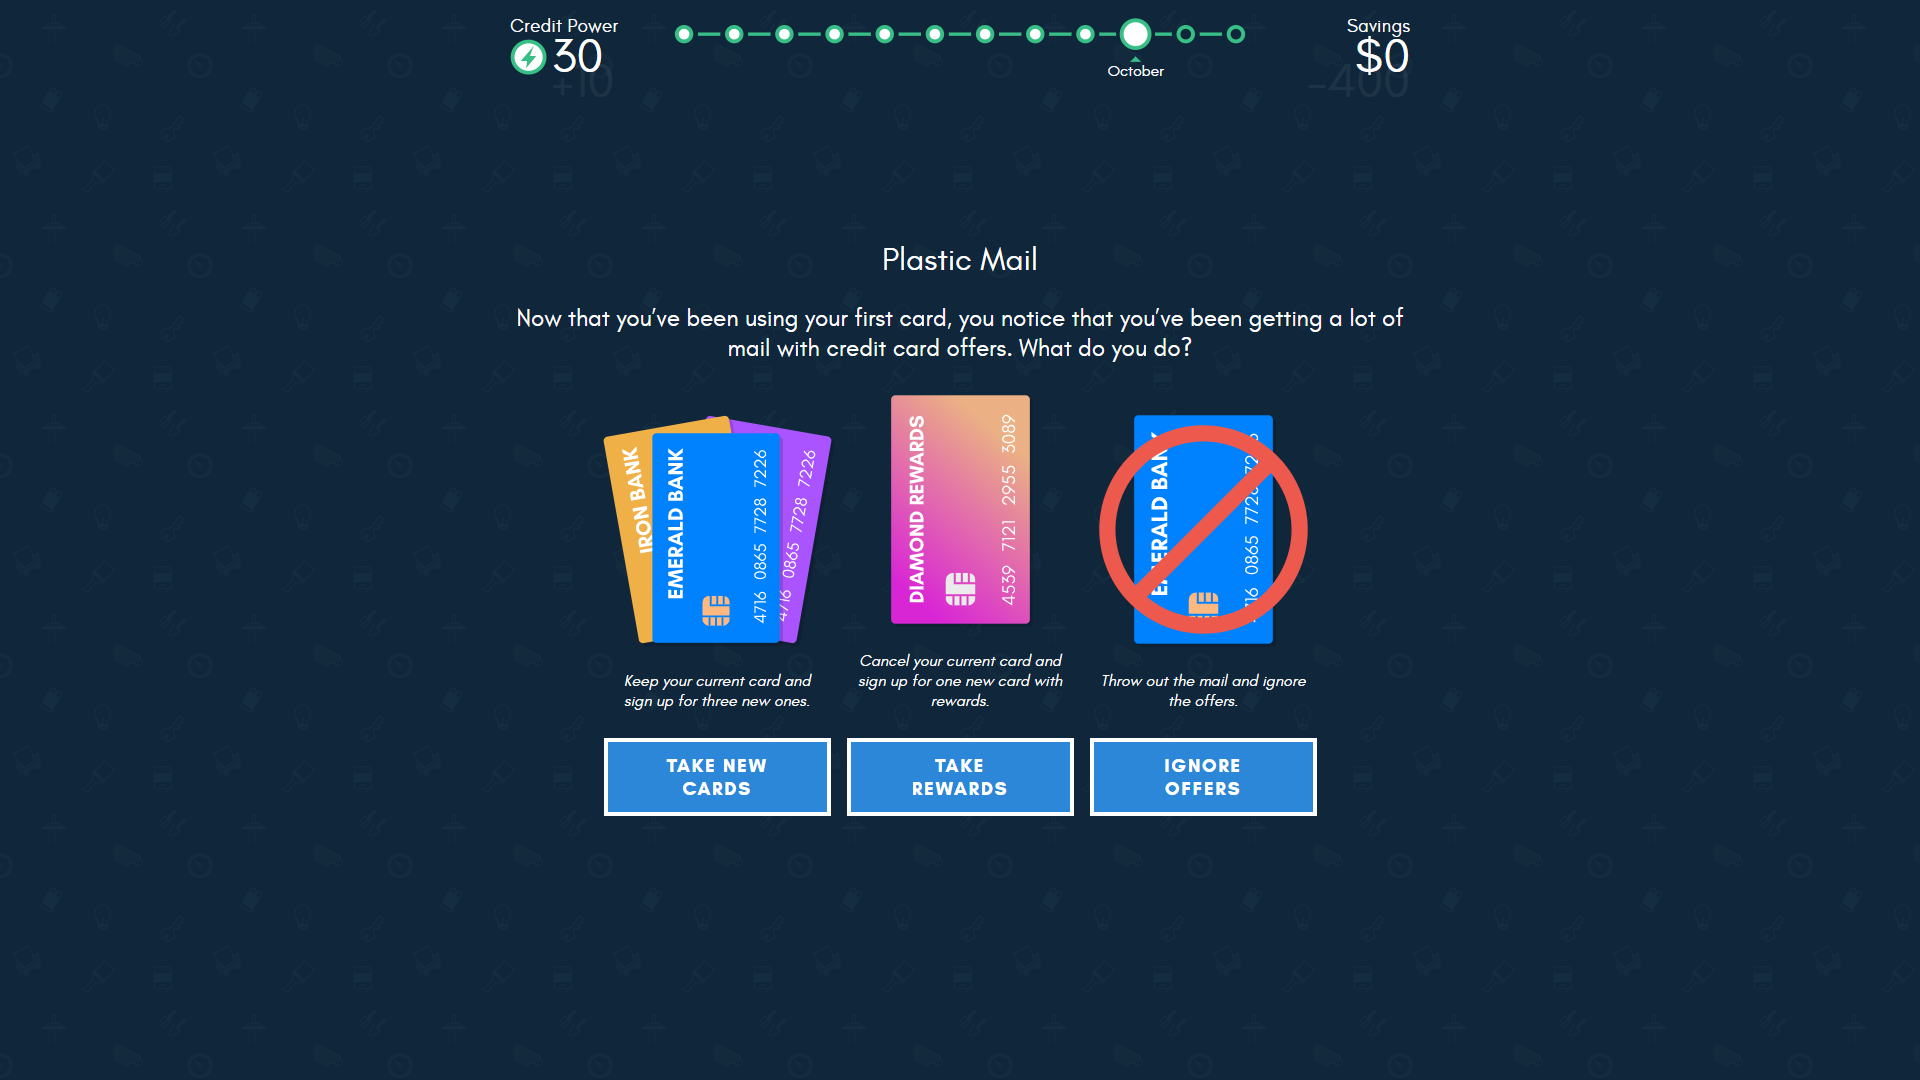 Credit Power
30
+10
October
Savings
$0
-400
Plastic Mail
Now that you've been using your first card, you notice that you've been getting a lot of
mail with credit card offers. What do you do?
IRON BANK
EMERALD BANK
4716 0865 7728 7226
4716 0865 7728 7226
DIAMOND REWARDS
4539 7121 2955 3089
EMERALD BANK
0865
Keep your current card and
sign up for three new ones.
Cancel your current card and
sign up for one new card with
rewards.
Throw out the mail and ignore
the offers.
TAKE NEW
CARDS
TAKE
REWARDS
IGNORE
OFFERS